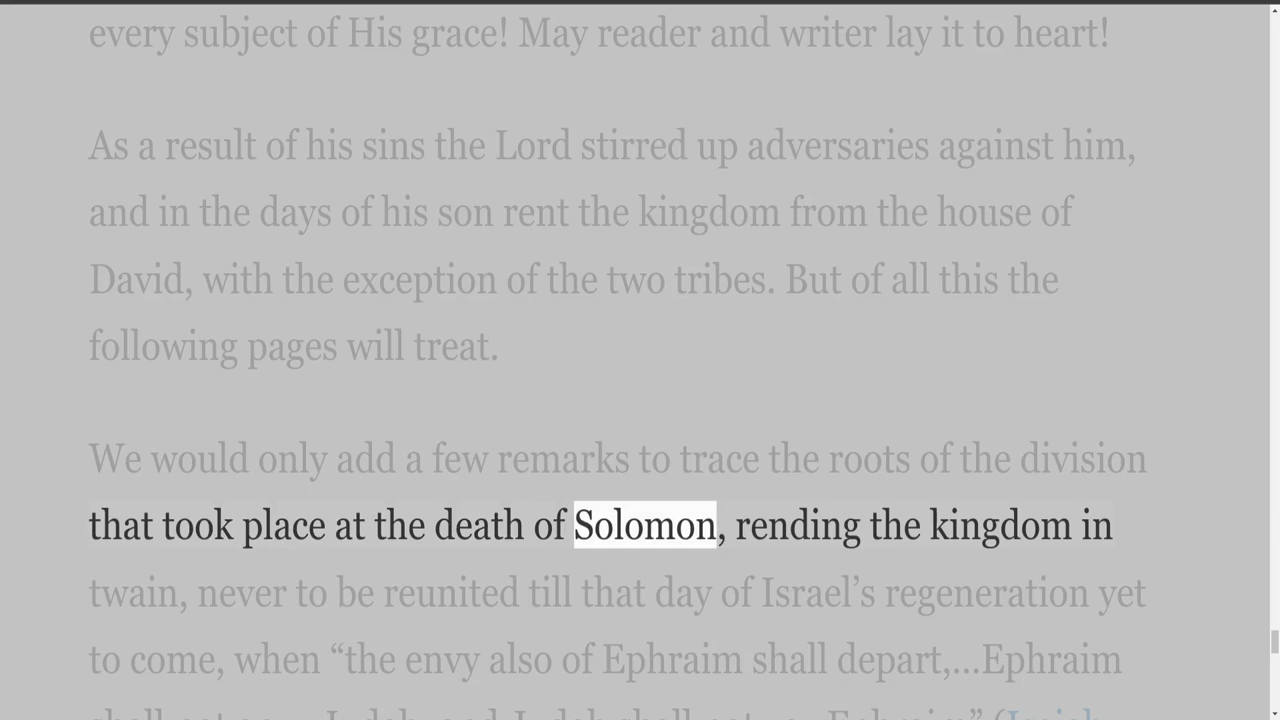 every subject of His grace! May reader and writer lay it to heart!
As a result of his sins the Lord stirred up adversaries against him,
and in the days of his son rent the kingdom from the house of
David, with the exception of the two tribes. But of all this the
following pages will treat.
We would only add a few remarks to trace the roots of the division
that took place at the death of Solomon, rending the kingdom in
twain, never to be reunited till that day of Israel’s regeneration yet
to come, when “the envy also of Ephraim shall depart,...Ephraim